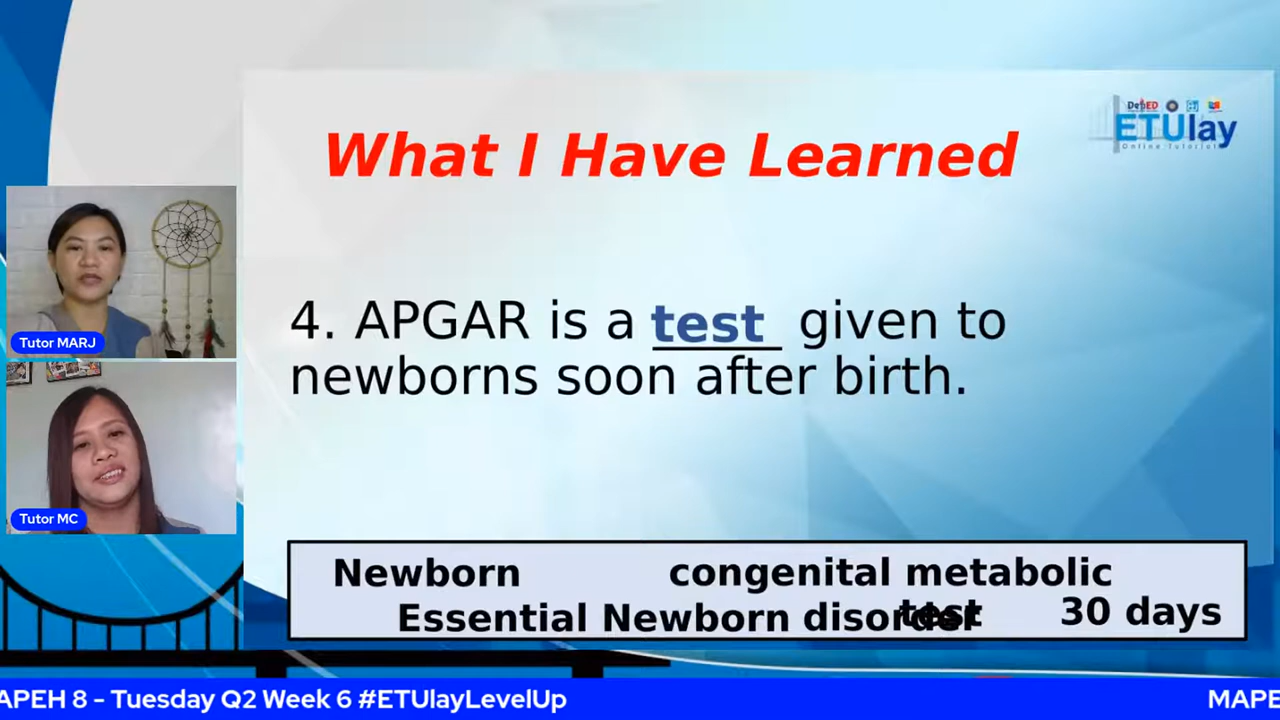 DepED
ETUlay
Online Tutorial
What I Have Learned
4. APGAR is a test given to
newborns soon after birth.
Tutor MARJ
Tutor MC
Newborn congenital metabolic
Essential Newborn disorder test 30 days
APEH 8 - Tuesday Q2 Week 6 #ETUlayLevelUp
MAPE